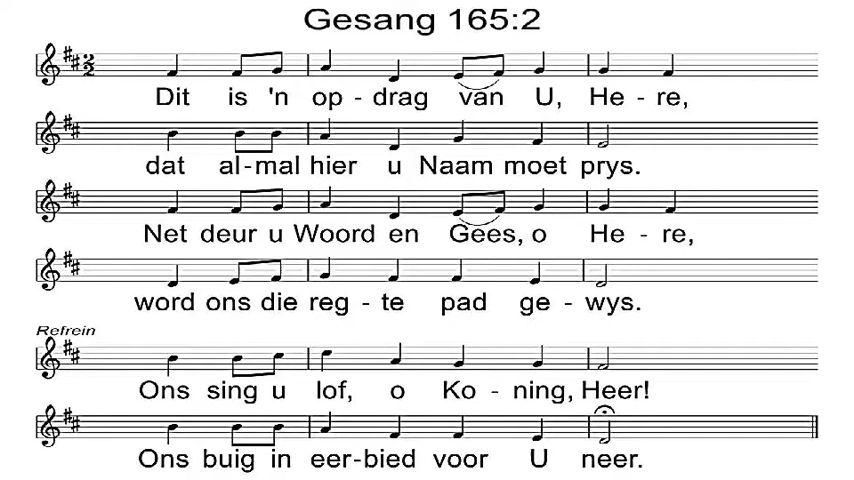 Gesang 165:2
Dit is 'n op-drag van U, He-re,
dat al-mal hier u Naam moet prys.
Net deur u Woord en Gees, o He-re,
word ons die reg-te pad ge-wys.
Refrein
Ons sing u lof, o Ko-ning, Heer!
Ons buig in eer-bied voor U neer.